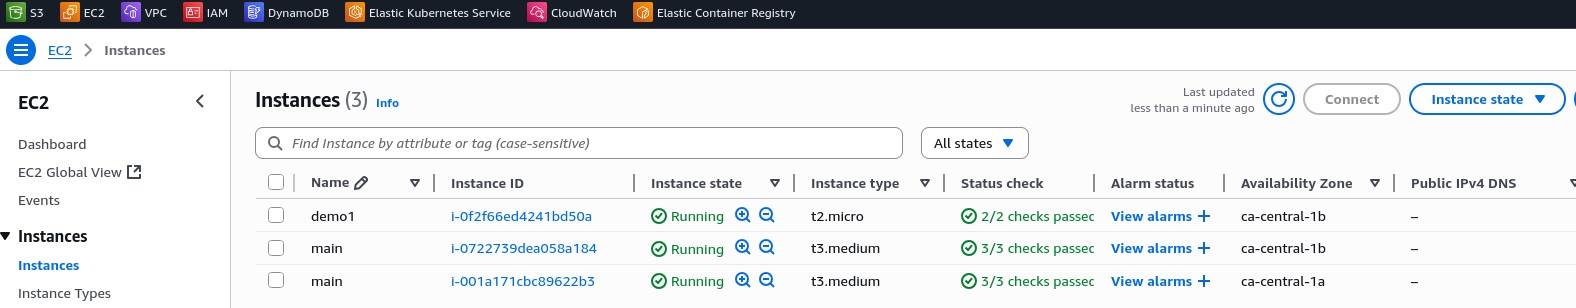 S3 EC2 VPC IAM DynamoDB Elastic Kubernetes Service CloudWatch Elastic Container Registry
EC2 Instances
EC2
Dashboard
EC2 Global View
Events
Instances
Instances
Instance Types
Instances (3) Info
Last updated
less than a minute ago
Connect Instance state
Find Instance by attribute or tag (case-sensitive) All states
Name Instance ID Instance state Instance type Status check Alarm status Availability Zone Public IPv4 DNS
demo1 i-0f2f66ed4241bd50a Running t2.micro 2/2 checks passec View alarms + ca-central-1b –
main i-0722739dea058a184 Running t3.medium 3/3 checks passec View alarms + ca-central-1b –
main i-001a171cbc89622b3 Running t3.medium 3/3 checks passec View alarms + ca-central-1a –